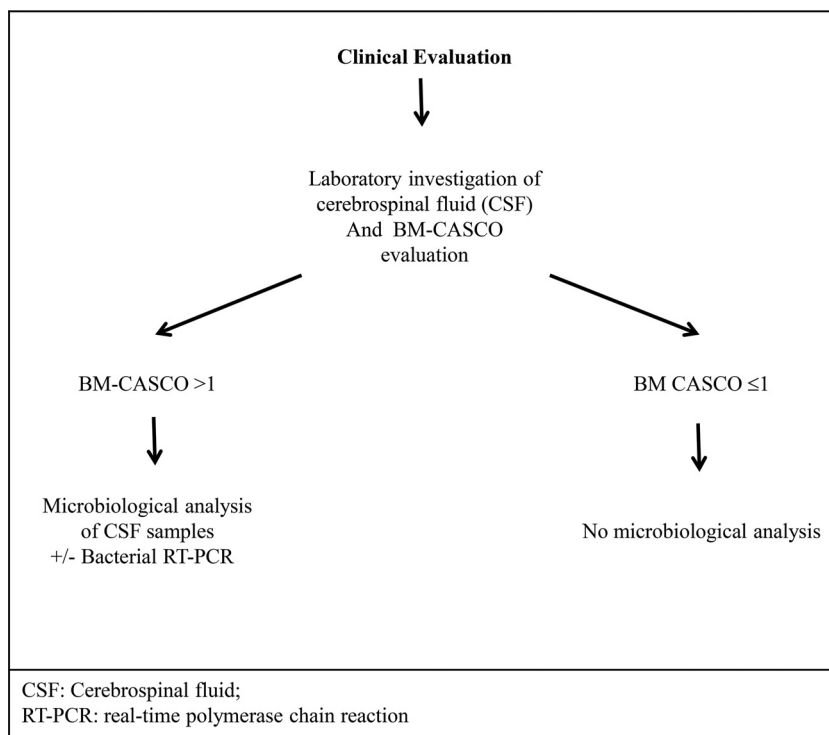 Clinical Evaluation
Laboratory investigation of
cerebrospinal fluid (CSF)
And BM-CASCO
evaluation
BM-CASCO >1
BM CASCO ≤1
Microbiological analysis
of CSF samples
+/- Bacterial RT-PCR
No microbiological analysis
CSF: Cerebrospinal fluid;
RT-PCR: real-time polymerase chain reaction